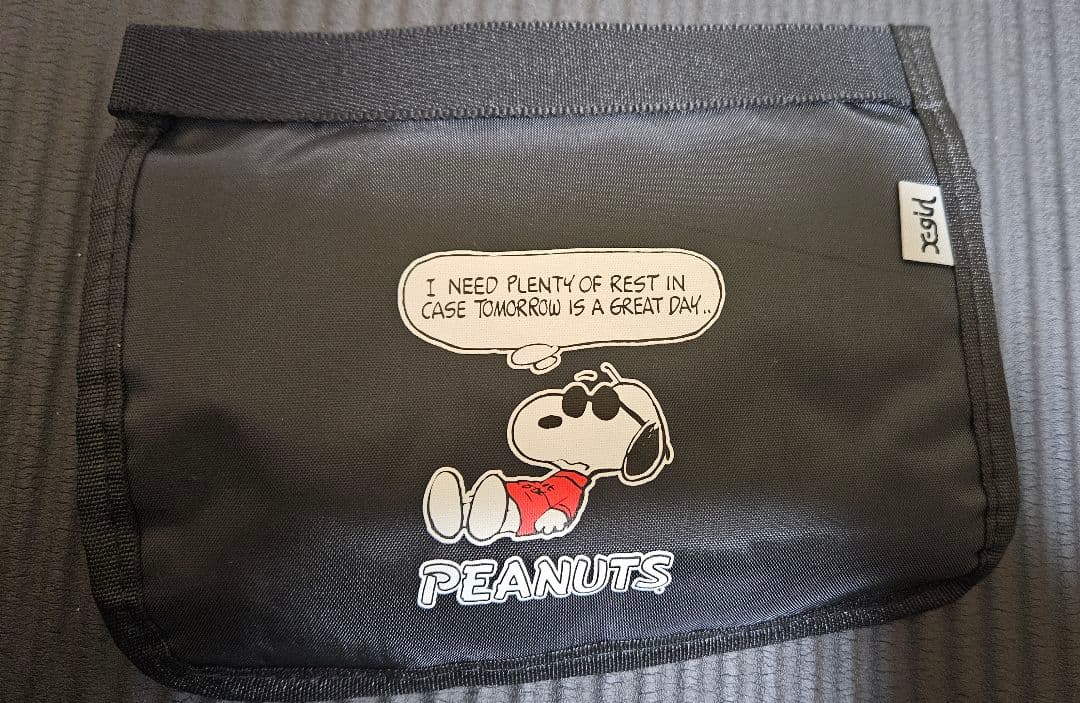 I NEED PLENTY OF REST IN
CASE TOMORROW IS A GREAT DAY..
PEANUTS
X-girl